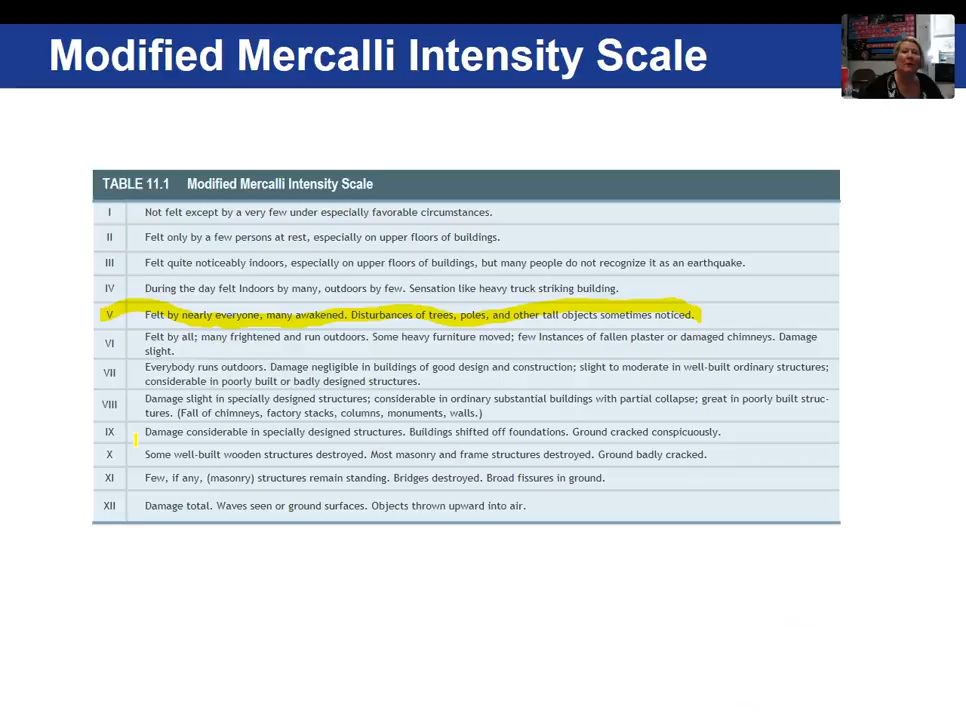 Modified Mercalli Intensity Scale
TABLE 11.1 Modified Mercalli Intensity Scale
I Not felt except by a very few under especially favorable circumstances.
II Felt only by a few persons at rest, especially on upper floors of buildings.
III Felt quite noticeably indoors, especially on upper floors of buildings, but many people do not recognize it as an earthquake.
IV During the day felt Indoors by many, outdoors by few. Sensation like heavy truck striking building.
V Felt by nearly everyone, many awakened. Disturbances of trees, poles, and other tall objects sometimes noticed.
VI Felt by all; many frightened and run outdoors. Some heavy furniture moved; few Instances of fallen plaster or damaged chimneys. Damage
slight.
VII Everybody runs outdoors. Damage negligible in buildings of good design and construction; slight to moderate in well-built ordinary structures;
considerable in poorly built or badly designed structures.
VIII Damage slight in specially designed structures; considerable in ordinary substantial buildings with partial collapse; great in poorly built struc-
tures. (Fall of chimneys, factory stacks, columns, monuments, walls.)
IX Damage considerable in specially designed structures. Buildings shifted off foundations. Ground cracked conspicuously.
X Some well-built wooden structures destroyed. Most masonry and frame structures destroyed. Ground badly cracked.
XI Few, if any, (masonry) structures remain standing. Bridges destroyed. Broad fissures in ground.
XII Damage total. Waves seen or ground surfaces. Objects thrown upward into air.